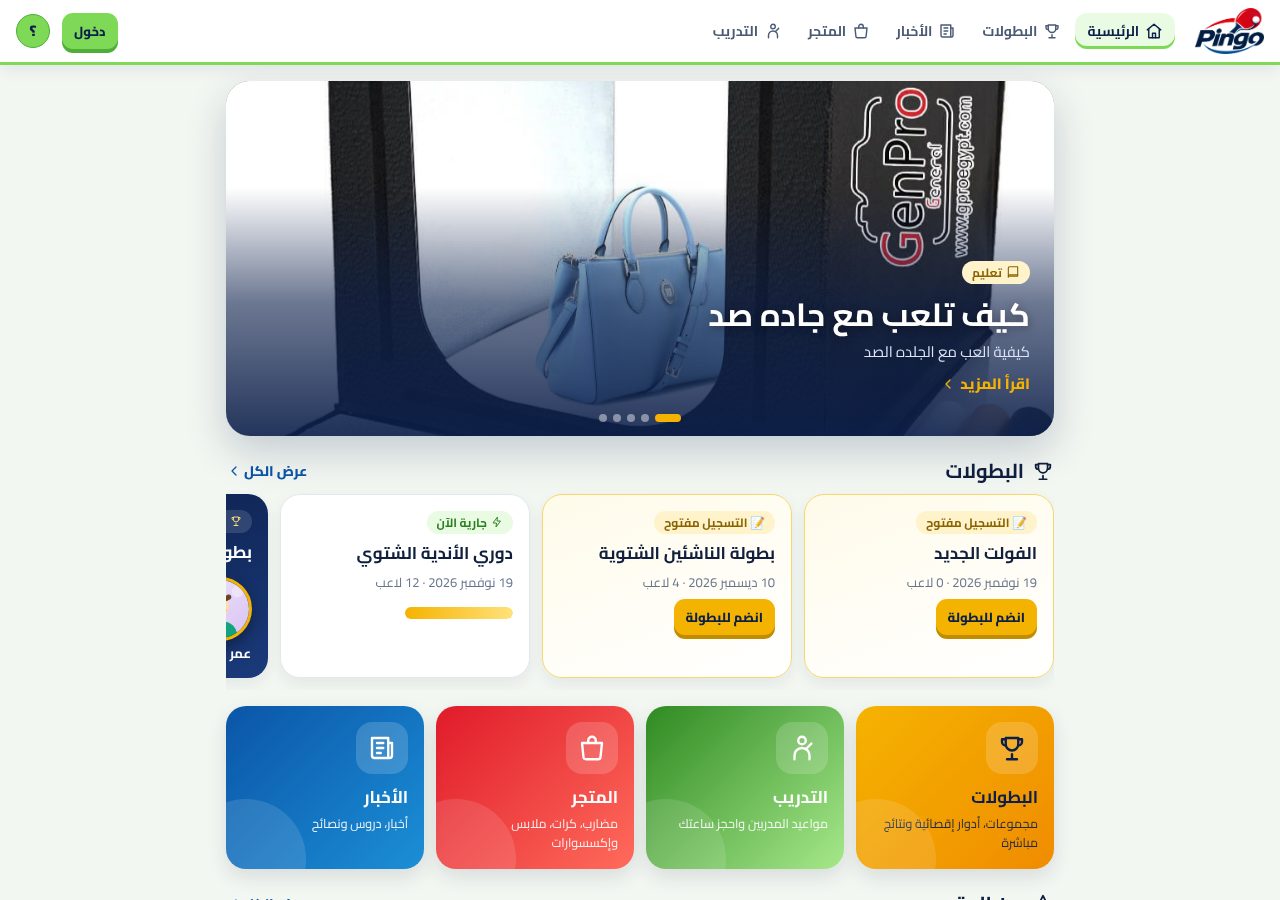 Pingo
الرئيسية
البطولات
الأخبار
المتجر
التدريب
دخول
؟
GenPro
General
www.gproegypt.com
تعليم
كيف تلعب مع جاده صد
كيفية العب مع الجلده الصد
اقرأ المزيد
البطولات
عرض الكل
التسجيل مفتوح
الفولت الجديد
19 نوفمبر 2026 · 0 لاعب
انضم للبطولة
التسجيل مفتوح
بطولة الناشئين الشتوية
10 ديسمبر 2026 · 4 لاعب
انضم للبطولة
جارية الآن
دوري الأندية الشتوي
19 نوفمبر 2026 · 12 لاعب
عمر
البطولات
مجموعات، أدوار إقصائية ونتائج
مباشرة
التدريب
مواعيد المدربين واحجز ساعتك
المتجر
مضارب، كرات، ملابس
وإكسسوارات
الأخبار
أخبار، دروس ونصائح